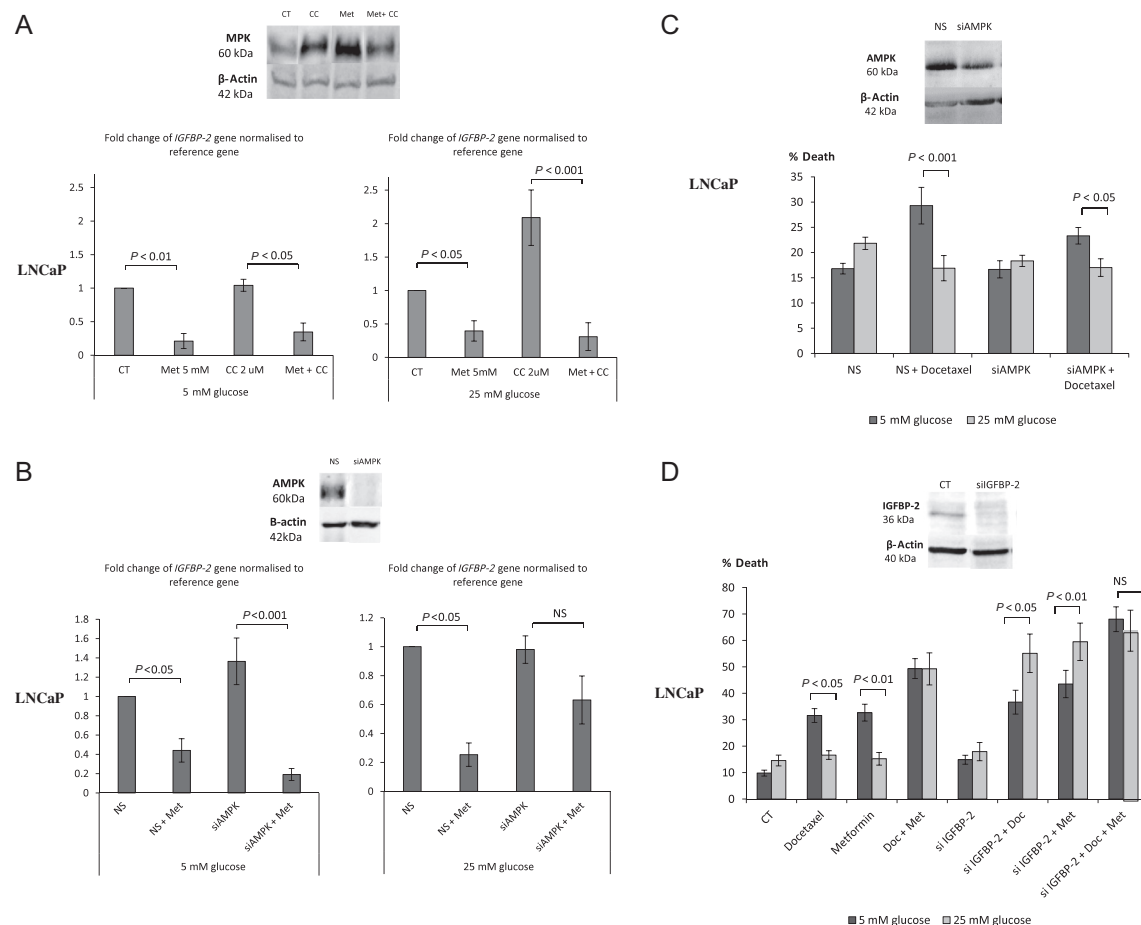 A
CT CC Met Met+ CC
MPK
60 kDa
β-Actin
42 kDa
Fold change of IGFBP-2 gene normalised to
reference gene
2.5
2
1.5
1
0.5
0
P < 0.01
P < 0.05
LNCaP
CT Met 5 mM CC 2 uM Met + CC
5 mM glucose
Fold change of IGFBP-2 gene normalised to
reference gene
2.5
2
1.5
1
0.5
0
P < 0.05
P < 0.001
CT Met 5mM CC 2uM Met + CC
25 mM glucose
B
NS siAMPK
AMPK
60kDa
B-actin
42kDa
Fold change of IGFBP-2 gene normalised to
reference gene
1.8
1.6
1.4
1.2
1
0.8
0.6
0.4
0.2
0
P<0.05
P<0.001
LNCaP
NS NS + Met siAMPK siAMPK + Met
5 mM glucose
Fold change of IGFBP-2 gene normalised to
reference gene
1.2
1
0.8
0.6
0.4
0.2
0
P<0.05
NS
NS NS + Met siAMPK siAMPK + Met
25 mM glucose
C
NS siAMPK
AMPK
60 kDa
β-Actin
42 kDa
% Death
LNCaP
35
30
25
20
15
10
5
0
P < 0.001
P < 0.05
NS NS + Docetaxel siAMPK siAMPK +
Docetaxel
5 mM glucose 25 mM glucose
D
CT siIGFBP-2
IGFBP-2
36 kDa
β-Actin
40 kDa
% Death
LNCaP
80
70
60
50
40
30
20
10
0
P < 0.05
P < 0.01
P < 0.05
P < 0.01
NS
CT Docetaxel Metformin Doc + Met si IGFBP-2 si IGFBP-2 + Doc si IGFBP-2 + Met si IGFBP-2 + Doc + Met
5 mM glucose 25 mM glucose